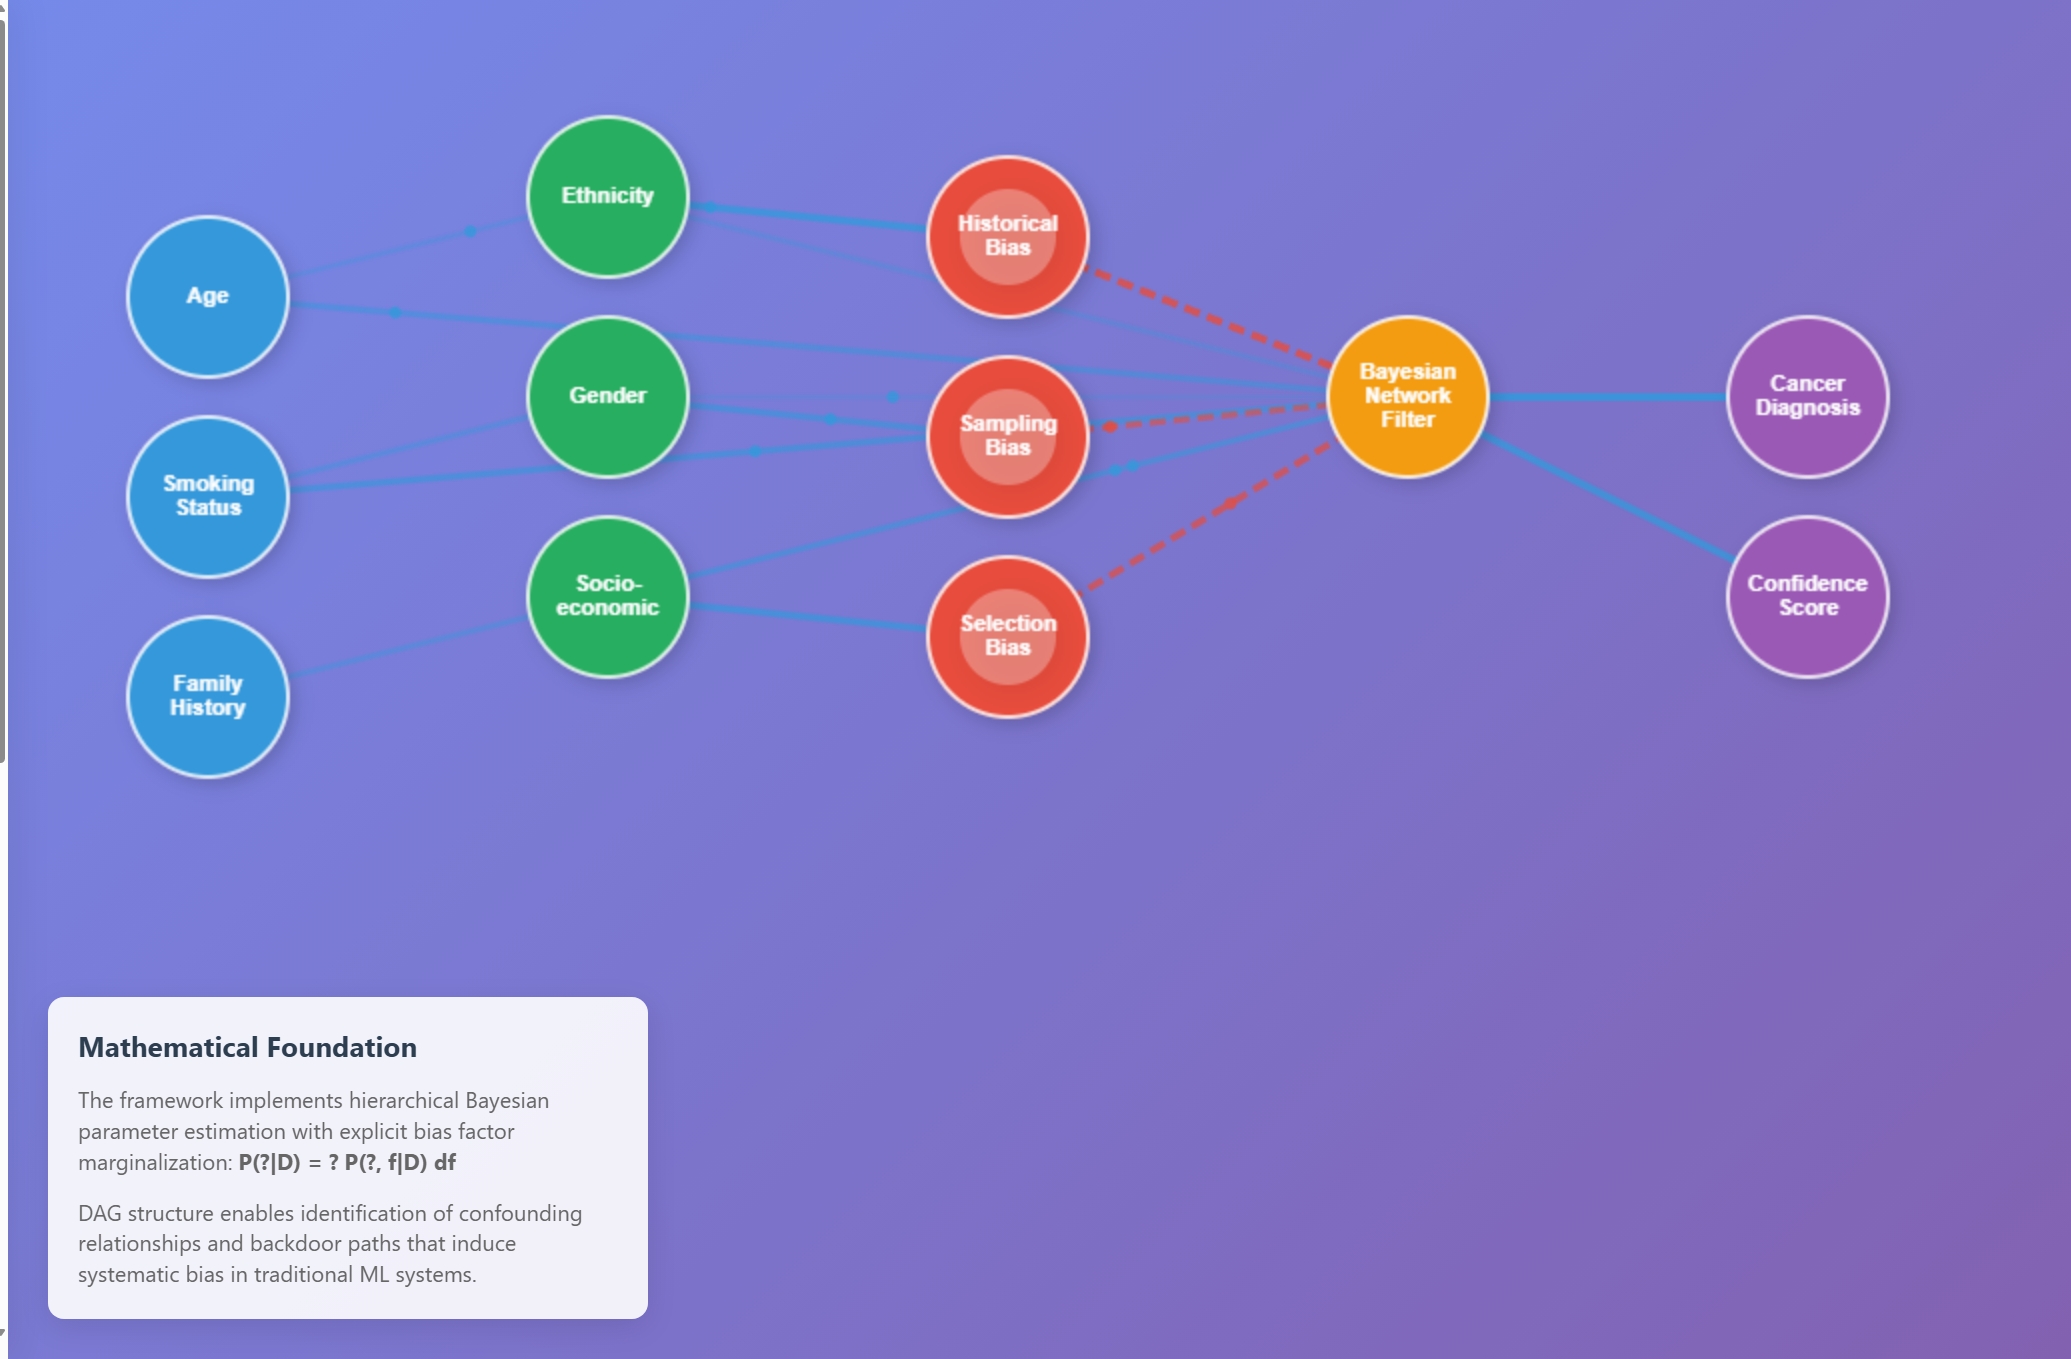 Ethnicity
Historical
Bias
Age
Gender
Bayesian
Network
Filter
Cancer
Diagnosis
Sampling
Bias
Smoking
Status
Socio-
economic
Confidence
Score
Selection
Bias
Family
History
Mathematical Foundation
The framework implements hierarchical Bayesian
parameter estimation with explicit bias factor
marginalization: P(?|D) = ? P(?, f|D) df
DAG structure enables identification of confounding
relationships and backdoor paths that induce
systematic bias in traditional ML systems.